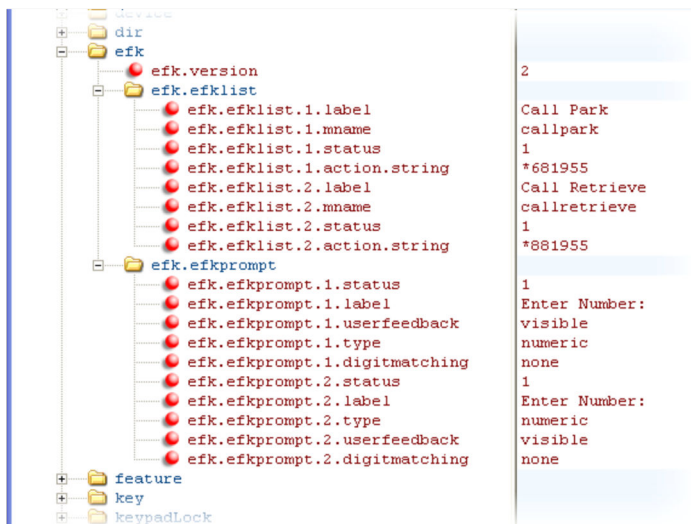 device
dir
efk
efk.version 2
efk.efklist
efk.efklist.1.label Call Park
efk.efklist.1.mname callpark
efk.efklist.1.status 1
efk.efklist.1.action.string *681955
efk.efklist.2.label Call Retrieve
efk.efklist.2.mname callretrieve
efk.efklist.2.status 1
efk.efklist.2.action.string *881955
efk.efkprompt
efk.efkprompt.1.status 1
efk.efkprompt.1.label Enter Number:
efk.efkprompt.1.userfeedback visible
efk.efkprompt.1.type numeric
efk.efkprompt.1.digitmatching none
efk.efkprompt.2.status 1
efk.efkprompt.2.label Enter Number:
efk.efkprompt.2.type numeric
efk.efkprompt.2.userfeedback visible
efk.efkprompt.2.digitmatching none
feature
key
keypadLock